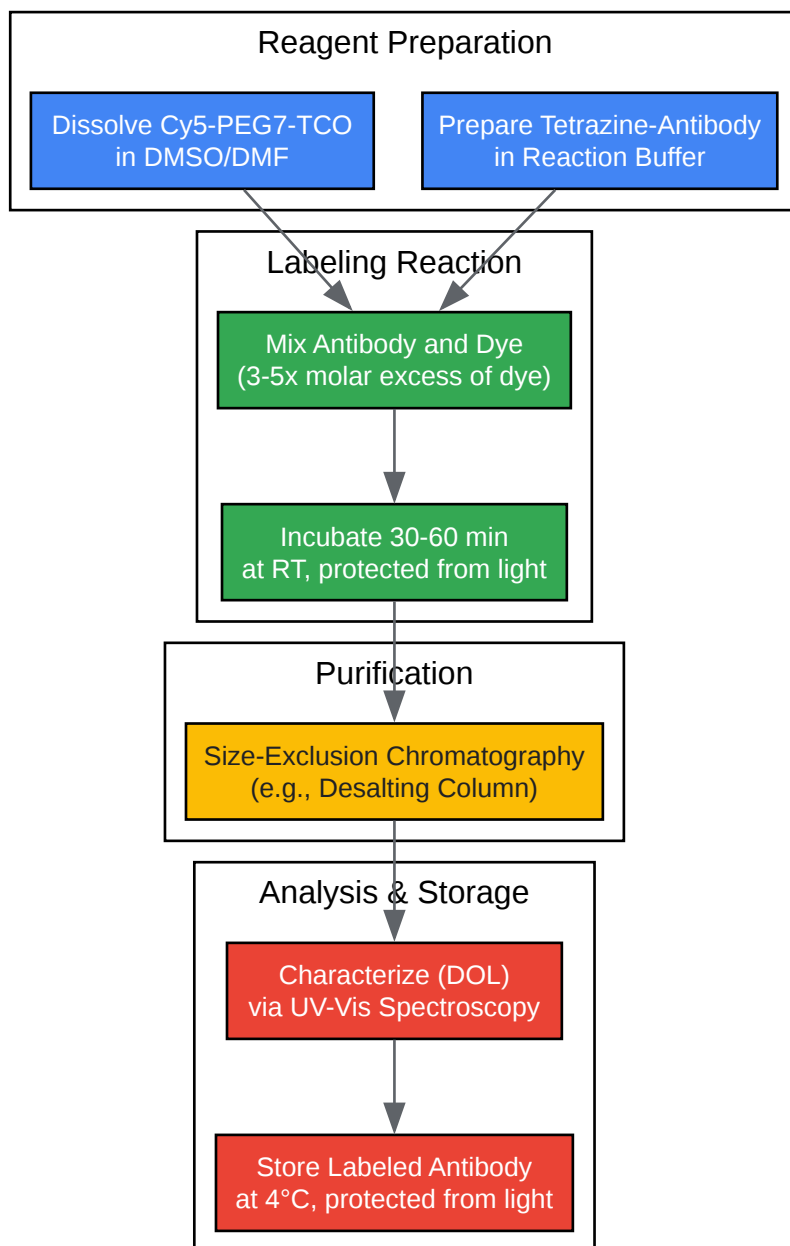 Reagent Preparation
Dissolve Cy5-PEG7-TCO
in DMSO/DMF
Prepare Tetrazine-Antibody
in Reaction Buffer
Labeling Reaction
Mix Antibody and Dye
(3-5x molar excess of dye)
Incubate 30-60 min
at RT, protected from light
Purification
Size-Exclusion Chromatography
(e.g., Desalting Column)
Analysis & Storage
Characterize (DOL)
via UV-Vis Spectroscopy
Store Labeled Antibody
at 4°C, protected from light